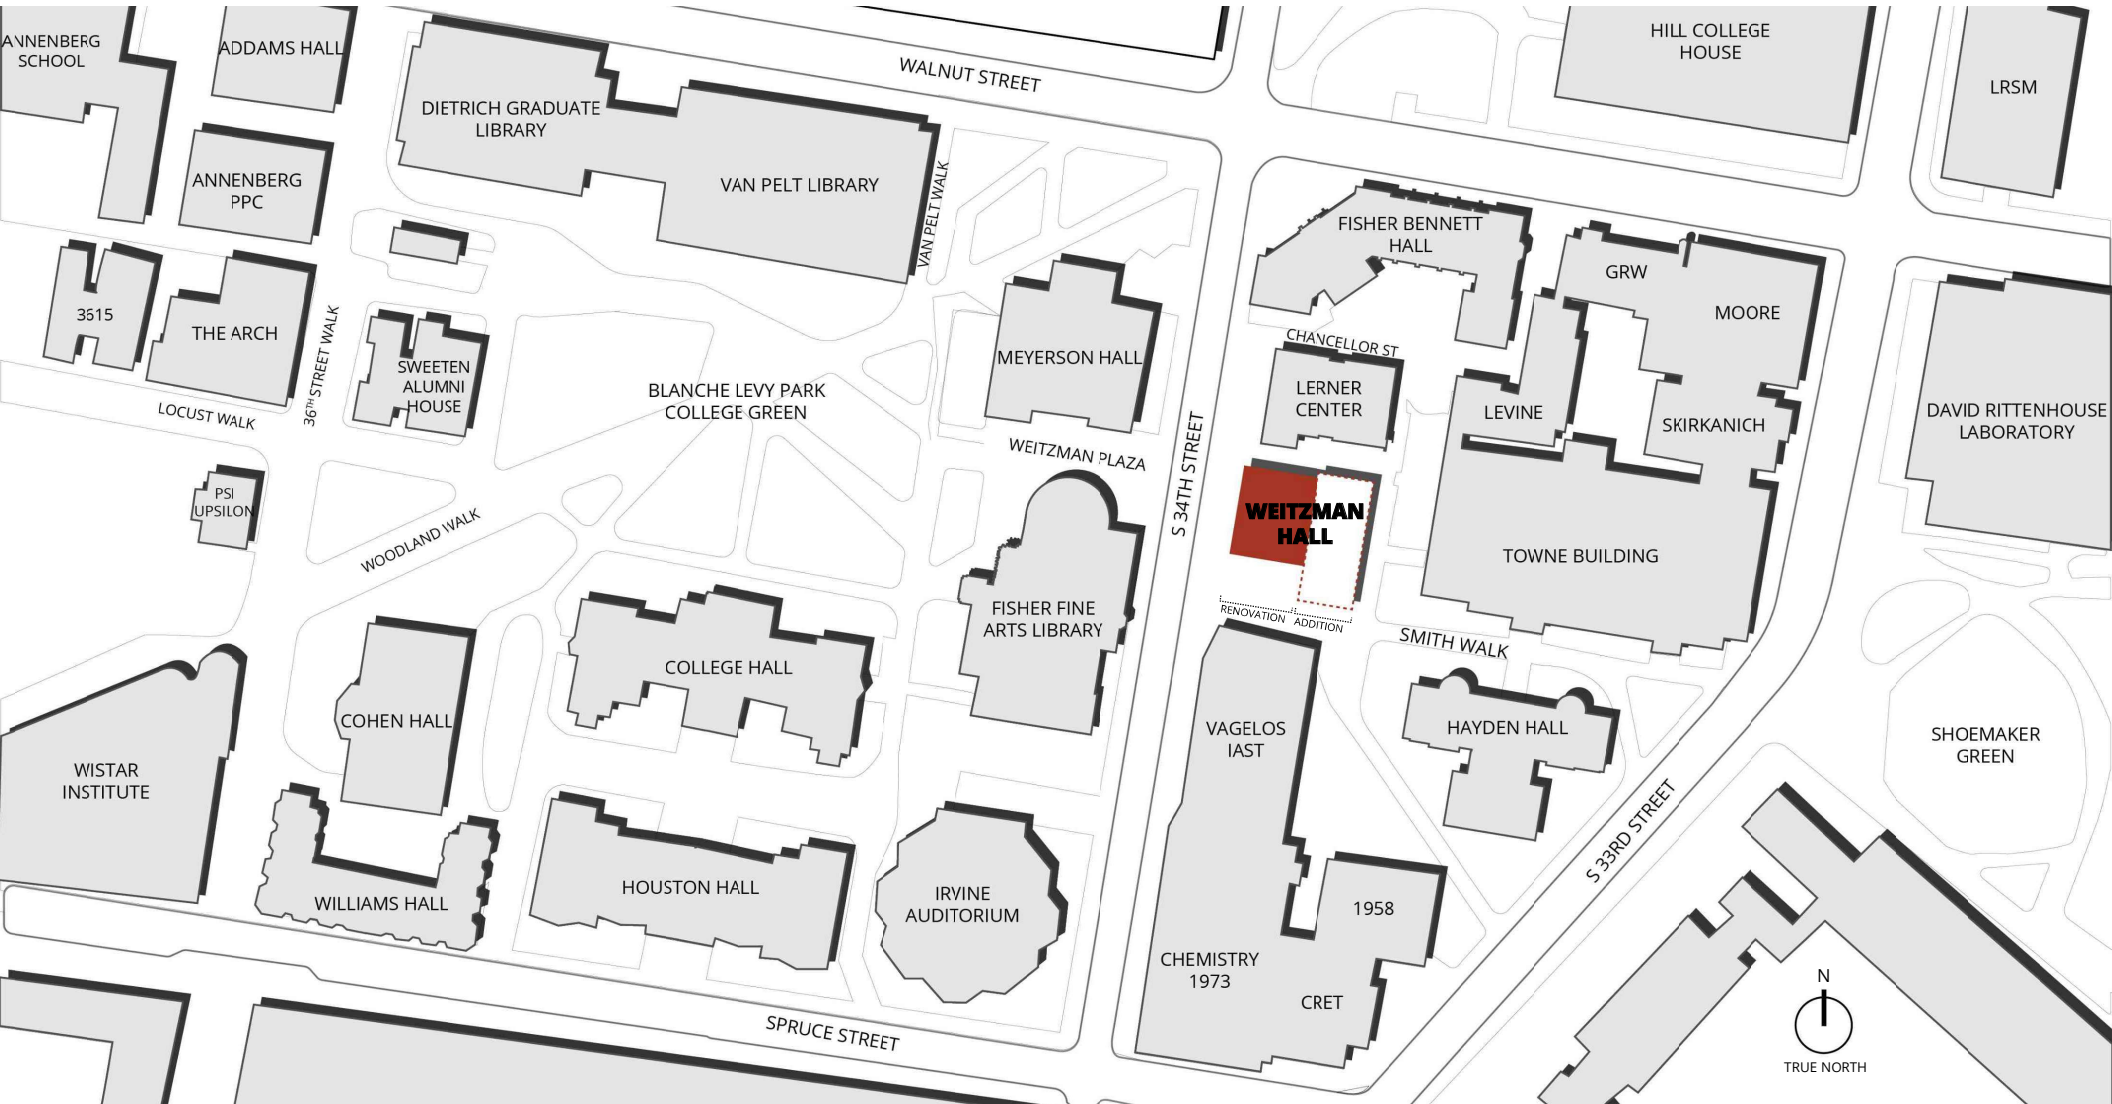 ANNENBERG
SCHOOL
ADDAMS HALL
DIETRICH GRADUATE
LIBRARY
WALNUT STREET
HILL COLLEGE
HOUSE
LRSM
ANNENBERG
PPC
VAN PELT LIBRARY
VAN PELT WALK
FISHER BENNETT
HALL
GRW
MOORE
3615
THE ARCH
36TH STREET WALK
SWEETEN
ALUMNI
HOUSE
LOCUST WALK
BLANCHE LEVY PARK
COLLEGE GREEN
MEYERSON HALL
CHANCELLOR ST
LERNER
CENTER
LEVINE
SKIRKANICH
DAVID RITTENHOUSE
LABORATORY
WEITZMAN PLAZA
S 34TH STREET
PSI
UPSILON
WOODLAND WALK
WEITZMAN
HALL
TOWNE BUILDING
FISHER FINE
ARTS LIBRARY
RENOVATION
ADDITION
SMITH WALK
COLLEGE HALL
COHEN HALL
VAGELOS
IAST
HAYDEN HALL
SHOEMAKER
GREEN
WISTAR
INSTITUTE
S 33RD STREET
WILLIAMS HALL
HOUSTON HALL
IRVINE
AUDITORIUM
1958
CHEMISTRY
1973
CRET
SPRUCE STREET
N
TRUE NORTH